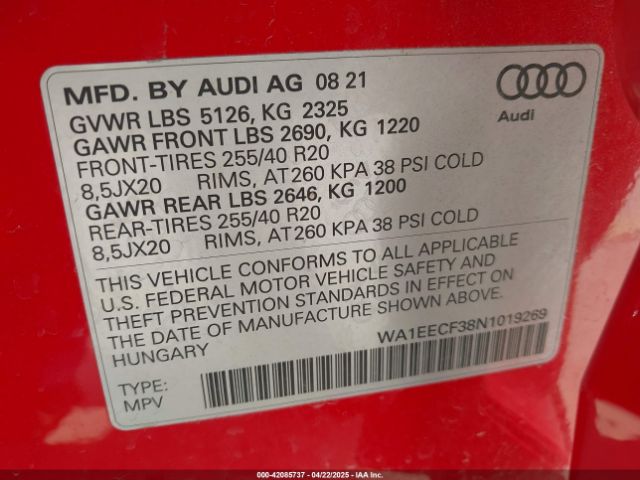 MFD. BY AUDI AG 08 21
GVWR LBS 5126, KG 2325
GAWR FRONT LBS 2690, KG 1220
FRONT-TIRES 255/40 R20
8,5JX20 RIMS, AT 260 KPA 38 PSI COLD
GAWR REAR LBS 2646, KG 1200
REAR-TIRES 255/40 R20
8,5JX20 RIMS, AT 260 KPA 38 PSI COLD
Audi
THIS VEHICLE CONFORMS TO ALL APPLICABLE
U.S. FEDERAL MOTOR VEHICLE SAFETY AND
THEFT PREVENTION STANDARDS IN EFFECT ON
THE DATE OF MANUFACTURE SHOWN ABOVE.
HUNGARY
WA1EECF38N1019269
TYPE:
MPV
000-42085737 - 04/22/2025 - IAA Inc.